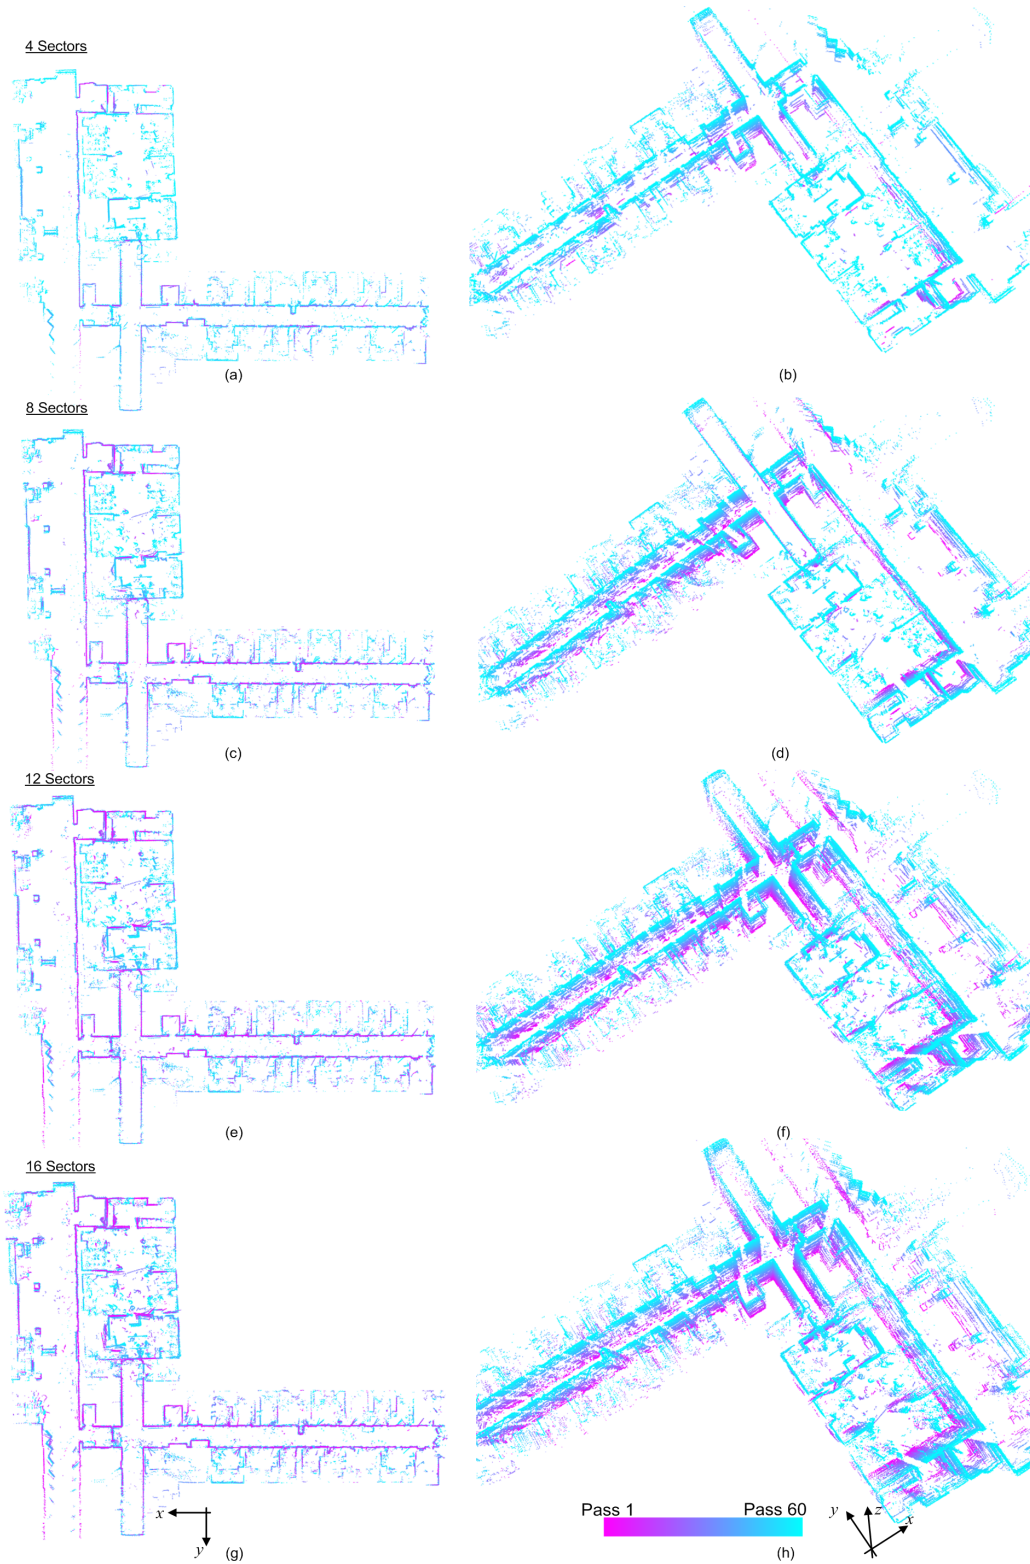 4 Sectors
(a)
(b)
8 Sectors
(c)
(d)
12 Sectors
(e)
(f)
16 Sectors
x
y
(g)
Pass 1 Pass 60
(h)
y
z
x